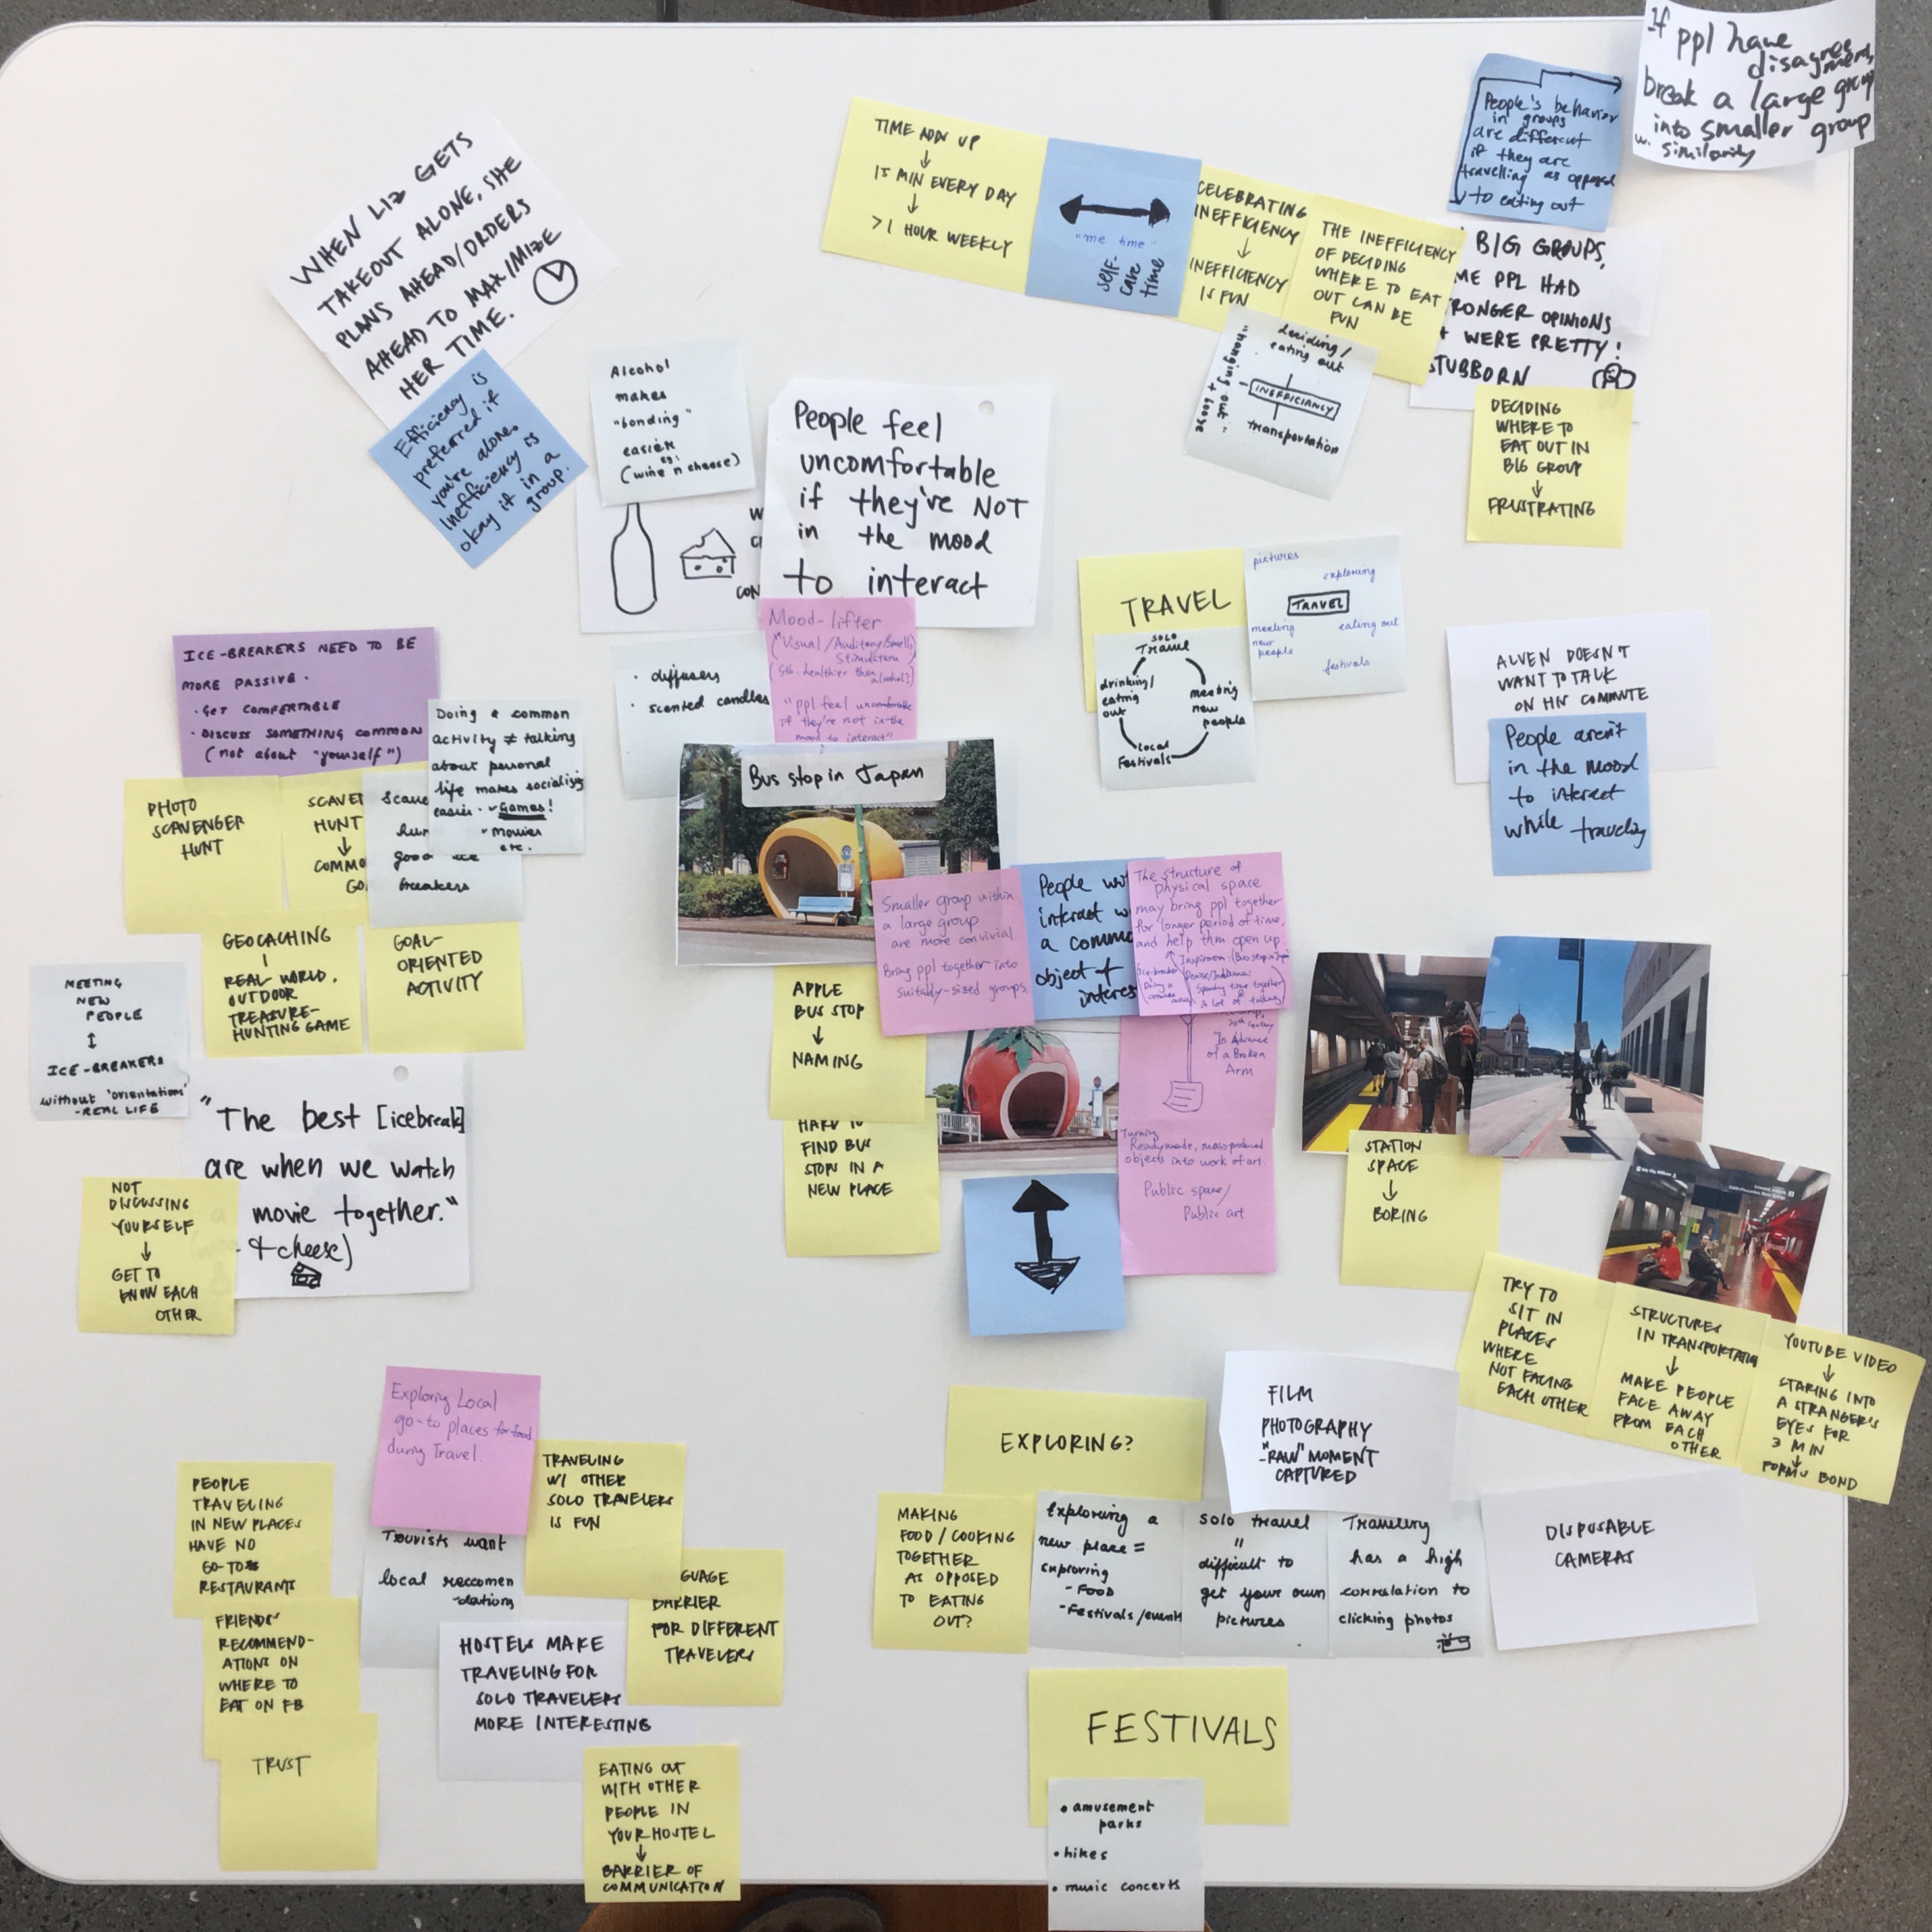 If ppl have
disagreement,
break a large group
into smaller group
w. similarity
People's behavior
in groups
are different
if they are
travelling as opposed
to eating out
BIG GROUPS,
ME PPL HAD
RONGER OPINIONS
+ WERE PRETTY!
STUBBORN
DECIDING
WHERE TO
EAT OUT IN
BIG GROUP
↓
FRUSTRATING
TIME ADDS UP
↓
15 MIN EVERY DAY
↓
>1 HOUR WEEKLY
"me time"
SELF-
care
time
CELEBRATING
INEFFICIENCY
↓
INEFFICIENCY
IS FUN
THE INEFFICIENCY
OF DECIDING
WHERE TO EAT
OUT CAN BE
FUN
deciding/
eating out
INEFFICIANCY
transportation
"hanging out"
WHEN LIZ GETS
TAKEOUT ALONE, SHE
PLANS AHEAD/ORDERS
AHEAD TO MAXIMIZE
HER TIME.
Efficiency is
preferred if
you're alone.
Inefficiency is
okay if in a
group.
Alcohol
makes
"bonding"
easier
eg:
(wine 'n cheese)
W
CON
People feel
uncomfortable
if they're NOT
in the mood
to interact
Mood-lifter
(Visual/Auditory/Smell)
Stimulation
(Sth. healthier than alcohol?)
"ppl feel uncomfortable
if they're not in the
mood to interact"
• diffusers
• scented candles
TRAVEL
SOLO
Travel
meeting
new
people
Local
Festivals
drinking/
eating
out
pictures
exploring
TRAVEL
meeting
new
people
eating out
festivals
ALVEN DOESN'T
WANT TO TALK
ON HIS COMMUTE
People aren't
in the mood
to interact
while traveling
ICE-BREAKERS NEED TO BE
MORE PASSIVE.
• GET COMFORTABLE
• DISCUSS SOMETHING COMMON
(not about "yourself")
Doing a common
activity ≠ talking
about personal
life makes socializing
easier. - Games!
- movies
etc.
PHOTO
SCAVENGER
HUNT
SCAVE
HUNT
↓
COMMO
GO
Scave
hun
good ice
breakers
GEOCACHING
|
REAL-WORLD,
OUTDOOR
TREASURE-
HUNTING GAME
GOAL-
ORIENTED
ACTIVITY
MEETING
NEW
PEOPLE
↕
ICE-BREAKERS
without 'orientations'
-REAL LIFE
"The best [icebreak]
are when we watch
movie together."
+ cheese)
NOT
DISCUSSING
YOURSELF
↓
GET TO
KNOW EACH
OTHER
Bus stop in Japan
Smaller group within
a large group
are more convivial.
Bring ppl together into
suitably-sized groups.
People wi
interact w
a commo
object of
interes
The structure of
physical space
may bring ppl together
for longer period of time,
and help thm open up.
Inspiration: (Bus stop in Japan)
Spending time together
A lot of talking
20th Century
In Advance
of a Broken
Arm
Turning
Readymade, mass-produced
objects into work of art.
Public space/
Public art
APPLE
BUS STOP
↓
NAMING
HARD TO
FIND BUS
STOPS IN A
NEW PLACE
STATION
SPACE
↓
BORING
TRY TO
SIT IN
PLACES
WHERE
NOT FACING
EACH OTHER
STRUCTURES
IN TRANSPORTATION
↓
MAKE PEOPLE
FACE AWAY
FROM EACH
OTHER
YOUTUBE VIDEO
↓
STARING INTO
A STRANGER'S
EYES FOR
3 MIN
↓
FORMS BOND
Exploring Local
go-to places for food
during Travel.
TRAVELING
W/ OTHER
SOLO TRAVELERS
IS FUN
PEOPLE
TRAVELING
IN NEW PLACES
HAVE NO
GO-TO
RESTAURANTS
Tourists want
local reccomen
-dations
GUAGE
BARRIER
FOR DIFFERENT
TRAVELERS
FRIENDS'
RECOMMEND-
ATIONS ON
WHERE TO
EAT ON FB
HOSTELS MAKE
TRAVELING FOR
SOLO TRAVELERS
MORE INTERESTING
TRUST
EATING OUT
WITH OTHER
PEOPLE IN
YOUR HOSTEL
↓
BARRIER OF
COMMUNICATION
EXPLORING?
FILM
PHOTOGRAPHY
-"RAW" MOMENT
CAPTURED
MAKING
FOOD/COOKING
TOGETHER
AS OPPOSED
TO EATING
OUT?
Exploring a
new place =
exploring
- Food
- Festivals/events
solo travel
=
difficult to
get your own
pictures
Traveling
has a high
correlation to
clicking photos
DISPOSABLE
CAMERAS
FESTIVALS
• amusement
parks
• hikes
• music concerts